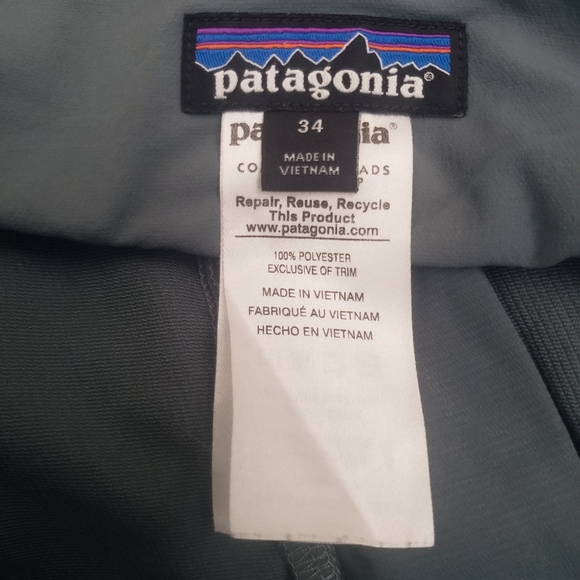 patagonia®
34
MADE IN
VIETNAM
Repair, Reuse, Recycle
This Product
www.patagonia.com
100% POLYESTER
EXCLUSIVE OF TRIM
MADE IN VIETNAM
FABRIQUÉ AU VIETNAM
HECHO EN VIETNAM